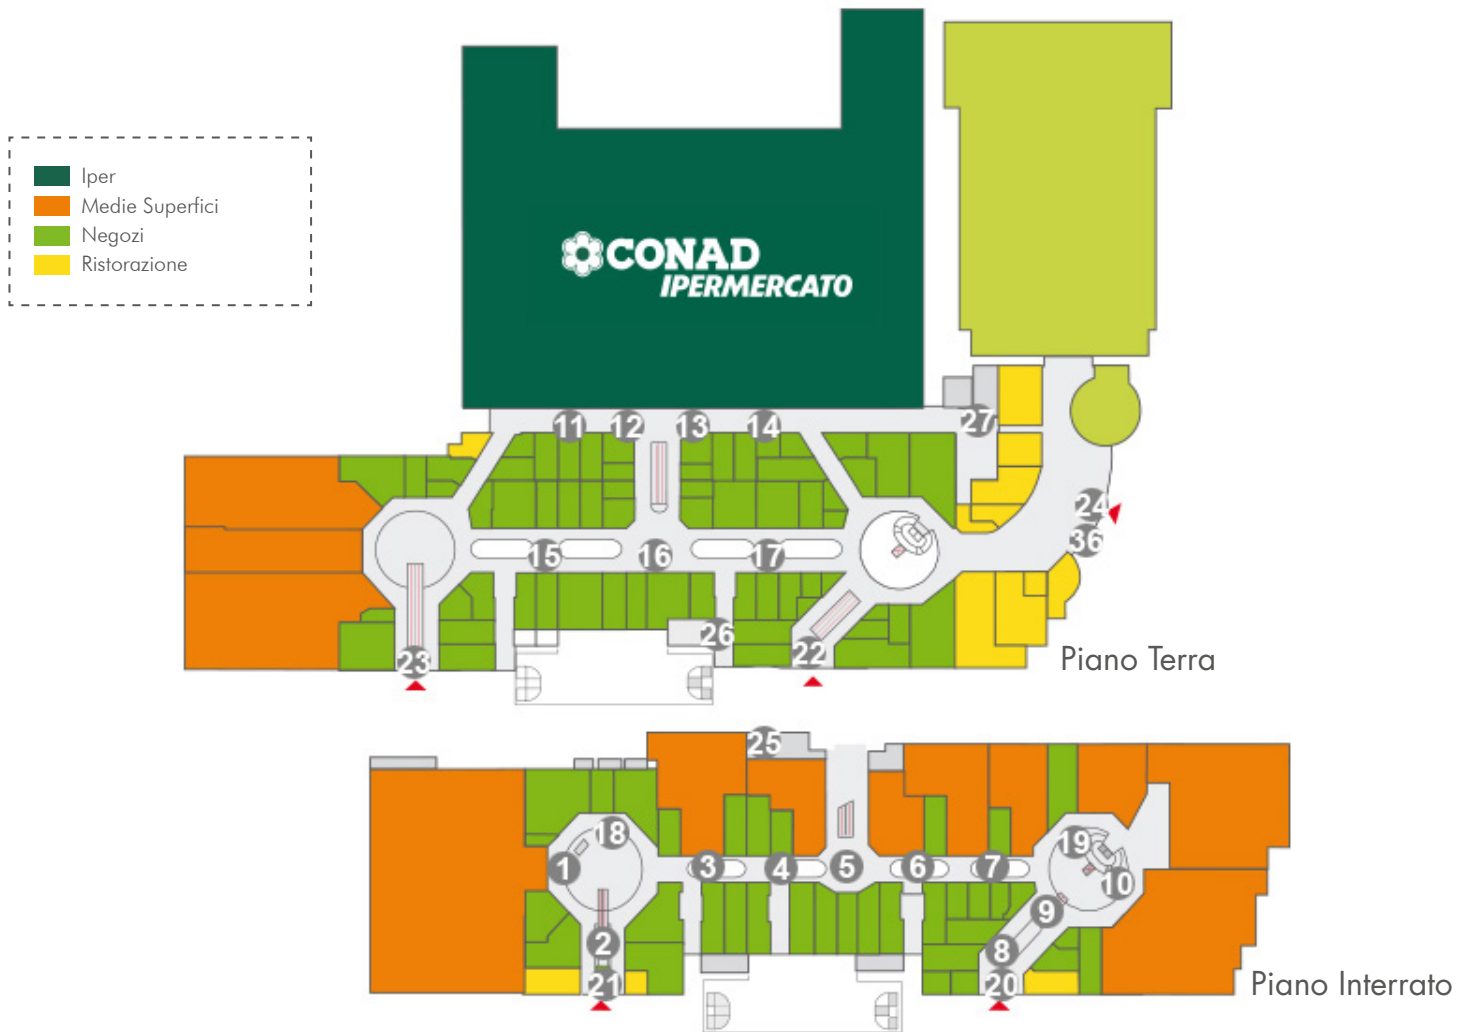 Iper
Medie Superfici
Negozi
Ristorazione
CONAD
IPERMERCATO
11 12 13 14 27
24
15 16 17 36
26
23 22
Piano Terra
25
18 19
1 3 4 5 6 7 10
9
2 8
21 20
Piano Interrato